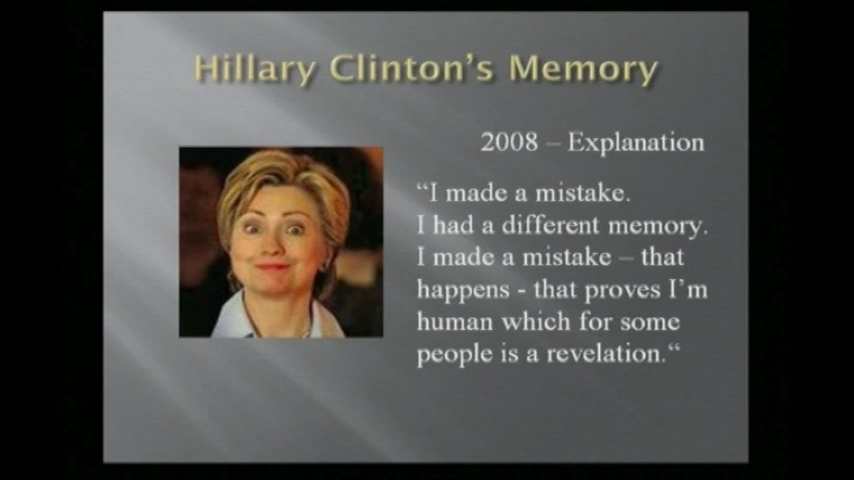 Hillary Clinton’s Memory
2008 – Explanation
“I made a mistake.
I had a different memory.
I made a mistake – that
happens - that proves I’m
human which for some
people is a revelation.“